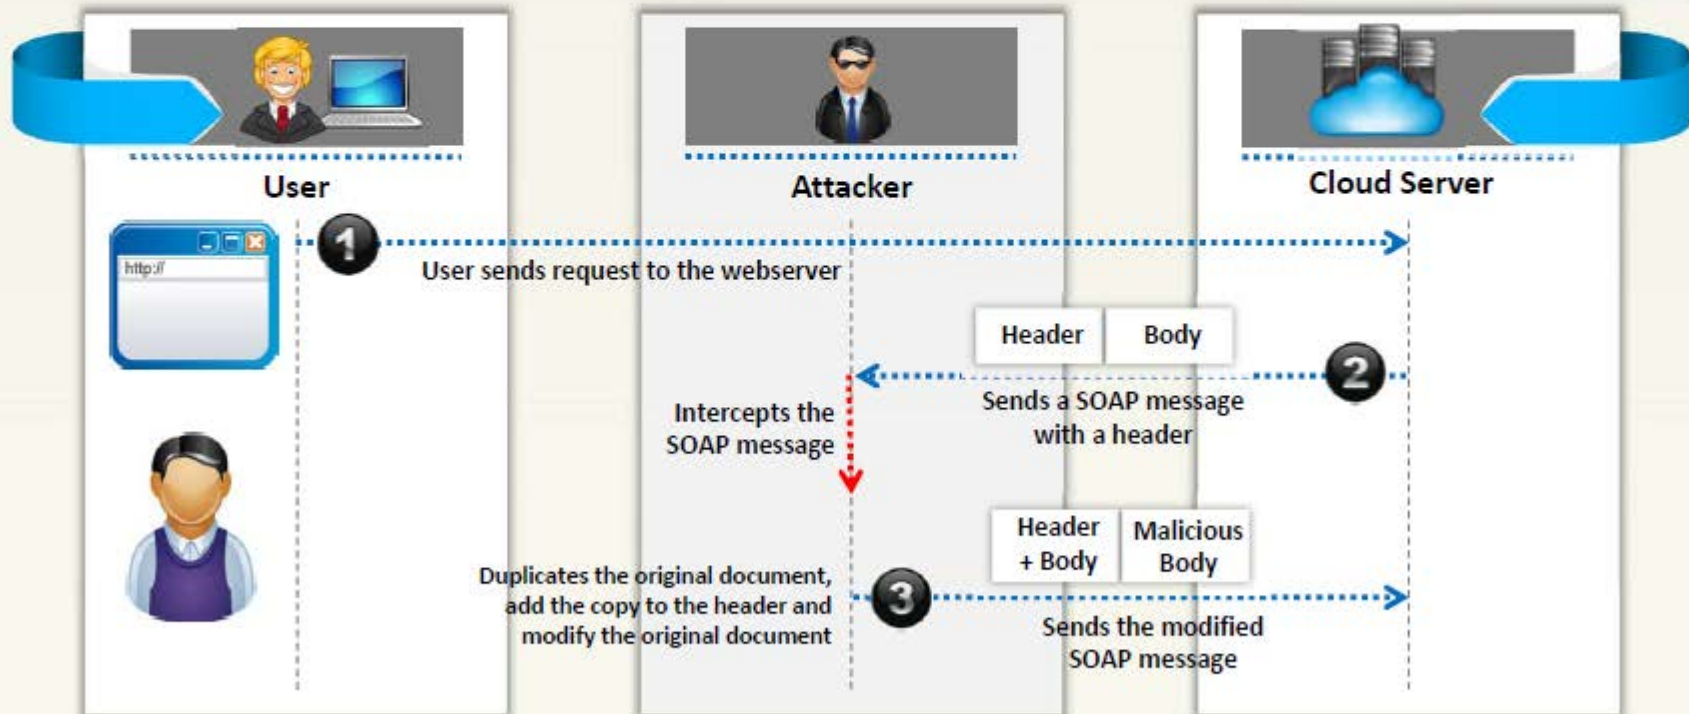 User
Attacker
Cloud Server
1
http://
User sends request to the webserver
Header
Body
2
Sends a SOAP message
with a header
Intercepts the
SOAP message
Header
+ Body
Malicious
Body
Duplicates the original document,
add the copy to the header and
modify the original document
3
Sends the modified
SOAP message